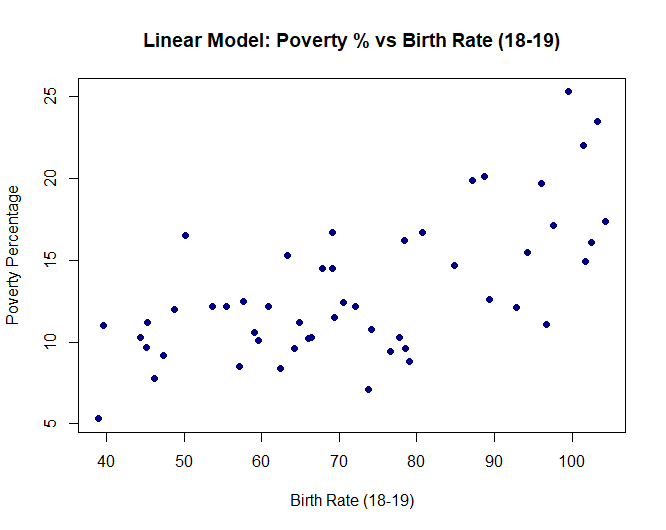 Linear Model: Poverty % vs Birth Rate (18-19)
25
20
15
10
5
Poverty Percentage
40 50 60 70 80 90 100
Birth Rate (18-19)